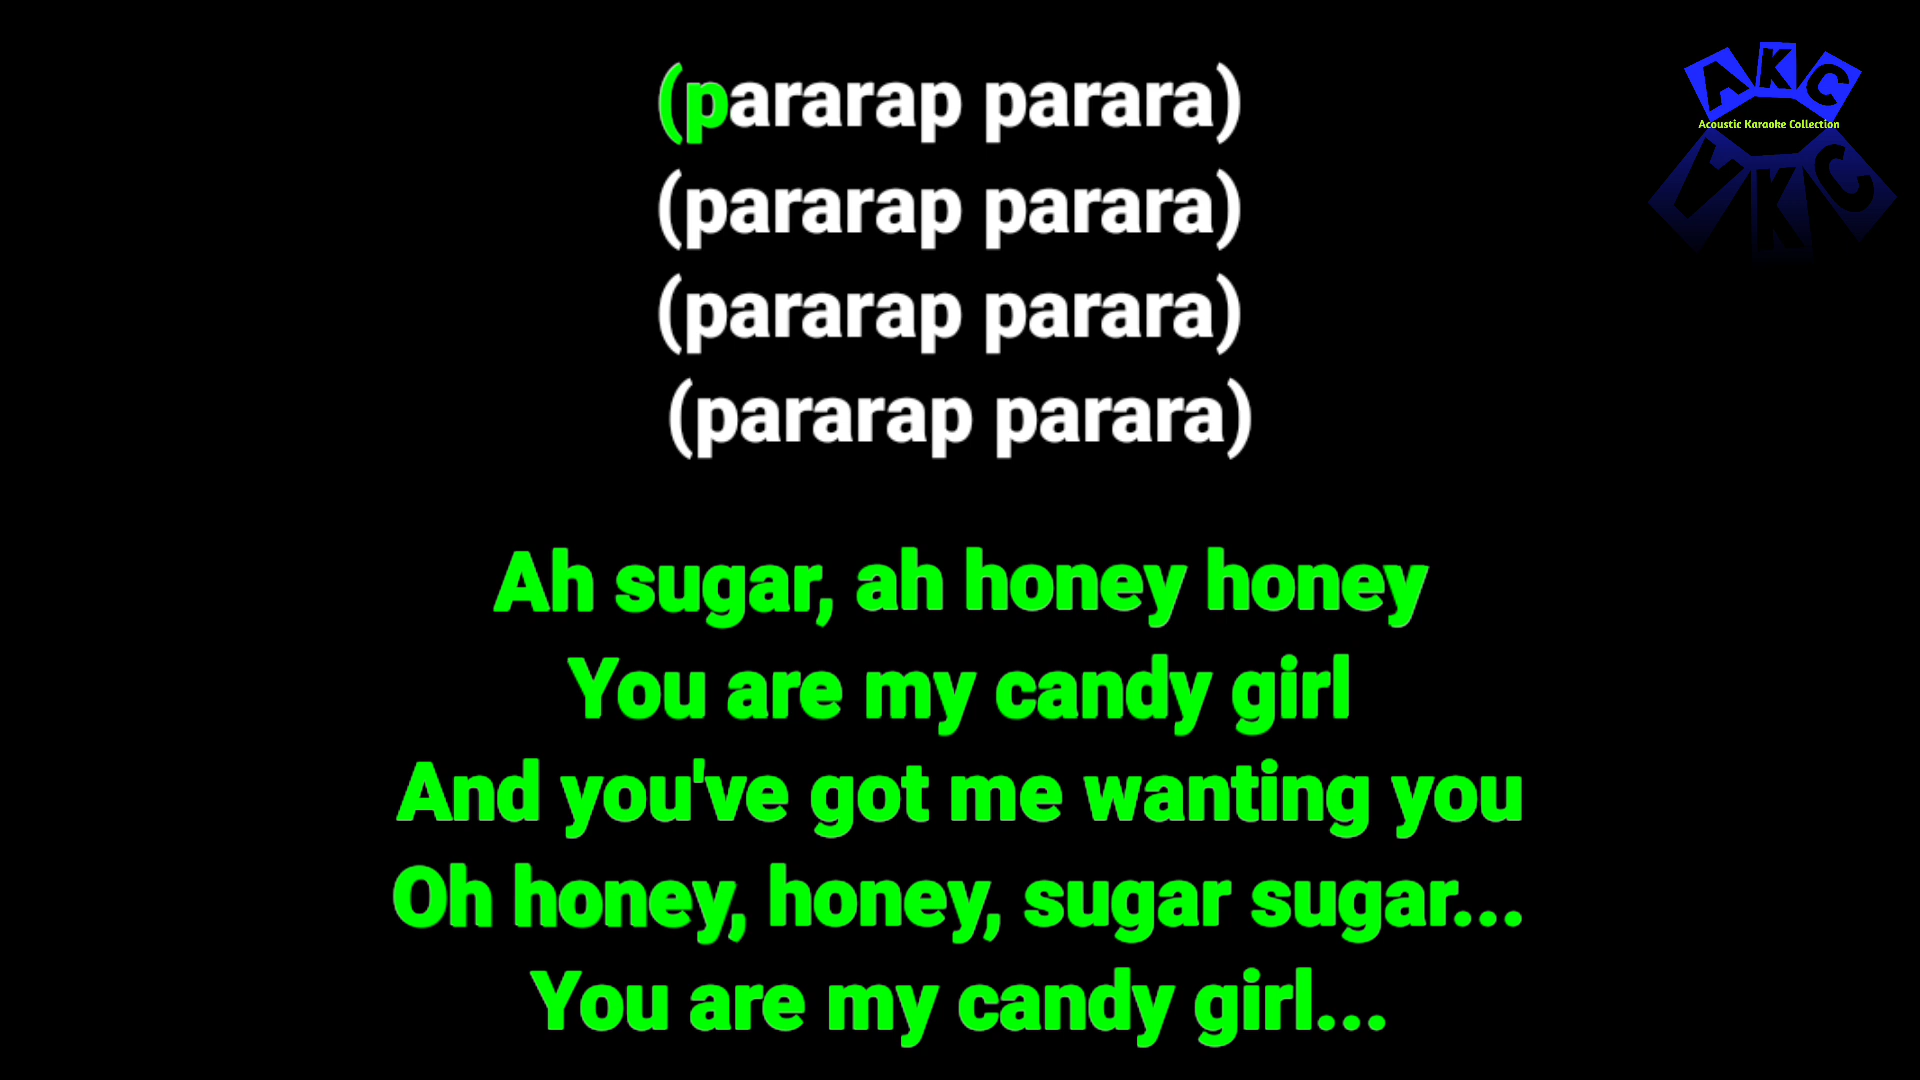 (pararap parara)
(pararap parara)
(pararap parara)
(pararap parara)
Ah sugar, ah honey honey
You are my candy girl
And you've got me wanting you
Oh honey, honey, sugar sugar...
You are my candy girl...
AKC
Acoustic Karaoke Collection
AKC